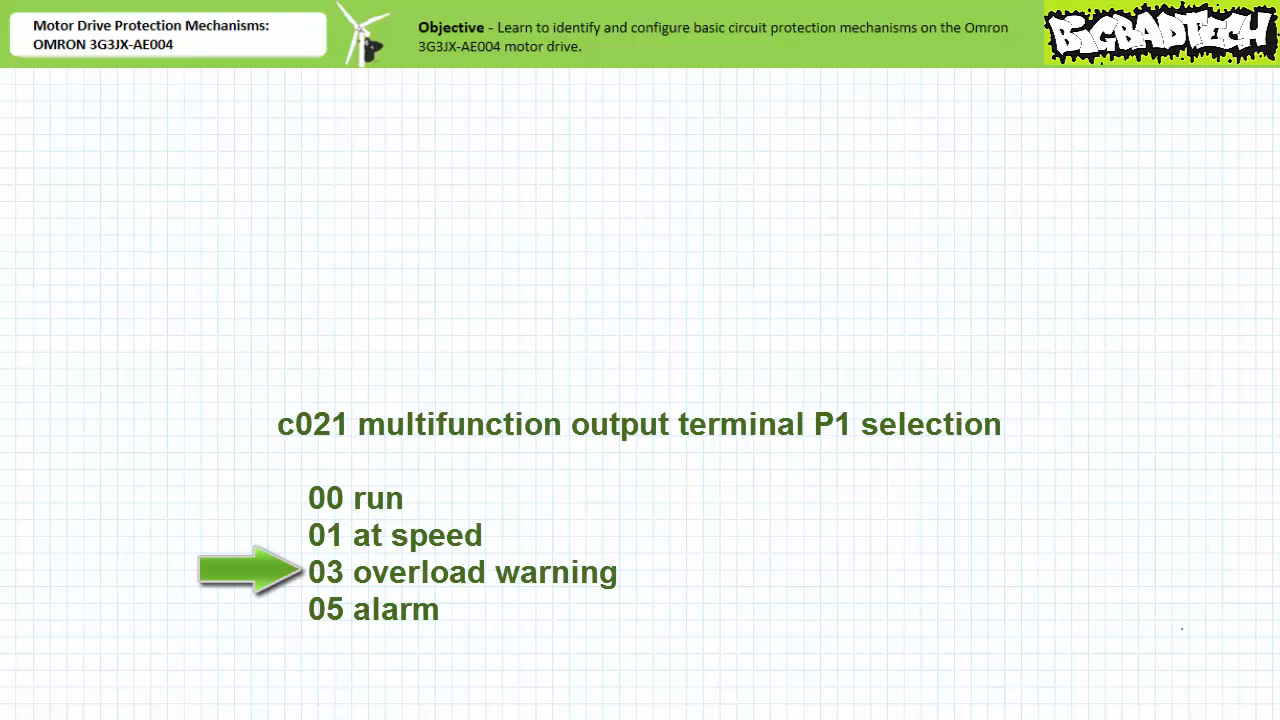 Motor Drive Protection Mechanisms:
OMRON 3G3JX-AE004
Objective - Learn to identify and configure basic circuit protection mechanisms on the Omron
3G3JX-AE004 motor drive.
BIGBADTECH
c021 multifunction output terminal P1 selection
00 run
01 at speed
03 overload warning
05 alarm